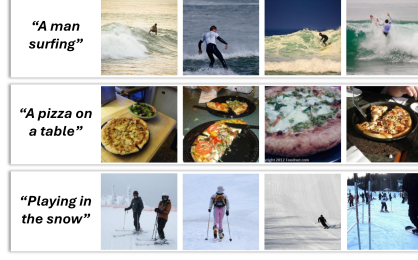 “A man
surfing”
“A pizza on
a table”
“Playing in
the snow”